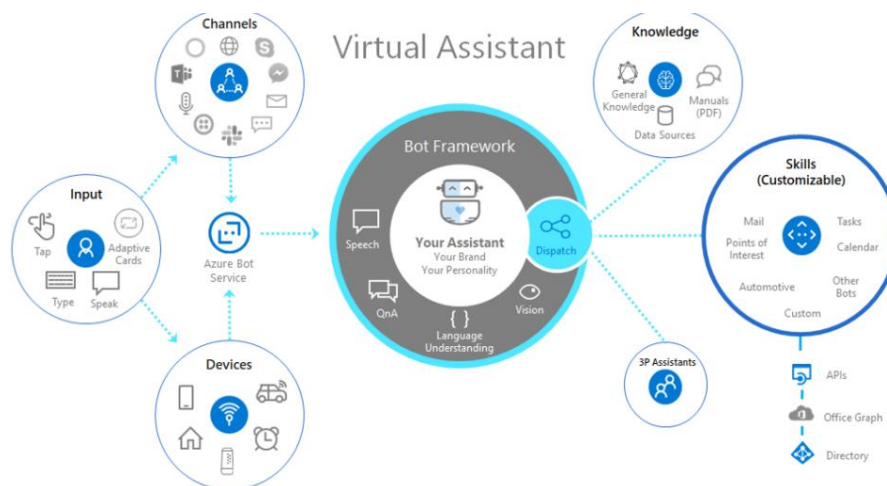 Virtual Assistant
Channels
Input
Tap
Adaptive
Cards
Type
Speak
Azure Bot
Service
Devices
Bot Framework
Your Assistant
Your Brand
Your Personality
Speech
QnA
{ }
Language
Understanding
Vision
Dispatch
Knowledge
General
Knowledge
Manuals
(PDF)
Data Sources
Skills
(Customizable)
Mail
Tasks
Points of
Interest
Calendar
Automotive
Other
Bots
Custom
3P Assistants
APIs
Office Graph
Directory